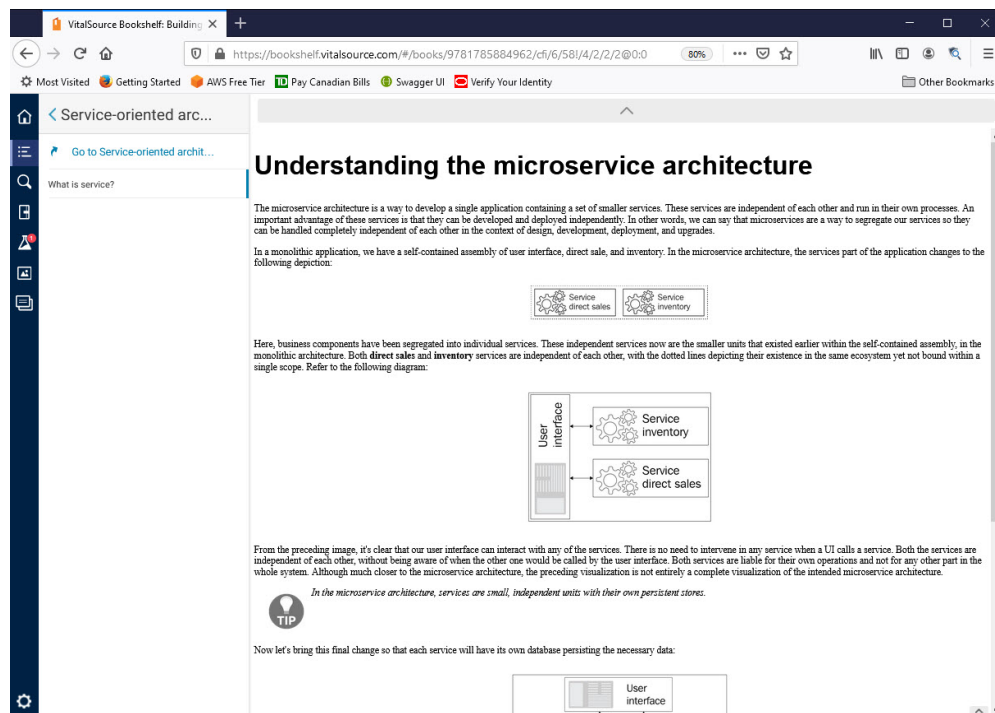 VitalSource Bookshelf: Building
https://bookshelf.vitalsource.com/#/books/9781785884962/cfi/6/58!/4/2/2/2@0:0
80%
Most Visited
Getting Started
AWS Free Tier
Pay Canadian Bills
Swagger UI
Verify Your Identity
Other Bookmarks
Service-oriented arc...
Go to Service-oriented archit...
What is service?
1
Understanding the microservice architecture
The microservice architecture is a way to develop a single application containing a set of smaller services. These services are independent of each other and run in their own processes. An
important advantage of these services is that they can be developed and deployed independently. In other words, we can say that microservices are a way to segregate our services so they
can be handled completely independent of each other in the context of design, development, deployment, and upgrades.
In a monolithic application, we have a self-contained assembly of user interface, direct sale, and inventory. In the microservice architecture, the services part of the application changes to the
following depiction:
Service
direct sales
Service
inventory
Here, business components have been segregated into individual services. These independent services now are the smaller units that existed earlier within the self-contained assembly, in the
monolithic architecture. Both direct sales and inventory services are independent of each other, with the dotted lines depicting their existence in the same ecosystem yet not bound within a
single scope. Refer to the following diagram:
User
interface
Service
inventory
Service
direct sales
From the preceding image, it's clear that our user interface can interact with any of the services. There is no need to intervene in any service when a UI calls a service. Both the services are
independent of each other, without being aware of when the other one would be called by the user interface. Both services are liable for their own operations and not for any other part in the
whole system. Although much closer to the microservice architecture, the preceding visualization is not entirely a complete visualization of the intended microservice architecture.
TIP
In the microservice architecture, services are small, independent units with their own persistent stores.
Now let's bring this final change so that each service will have its own database persisting the necessary data:
User
interface